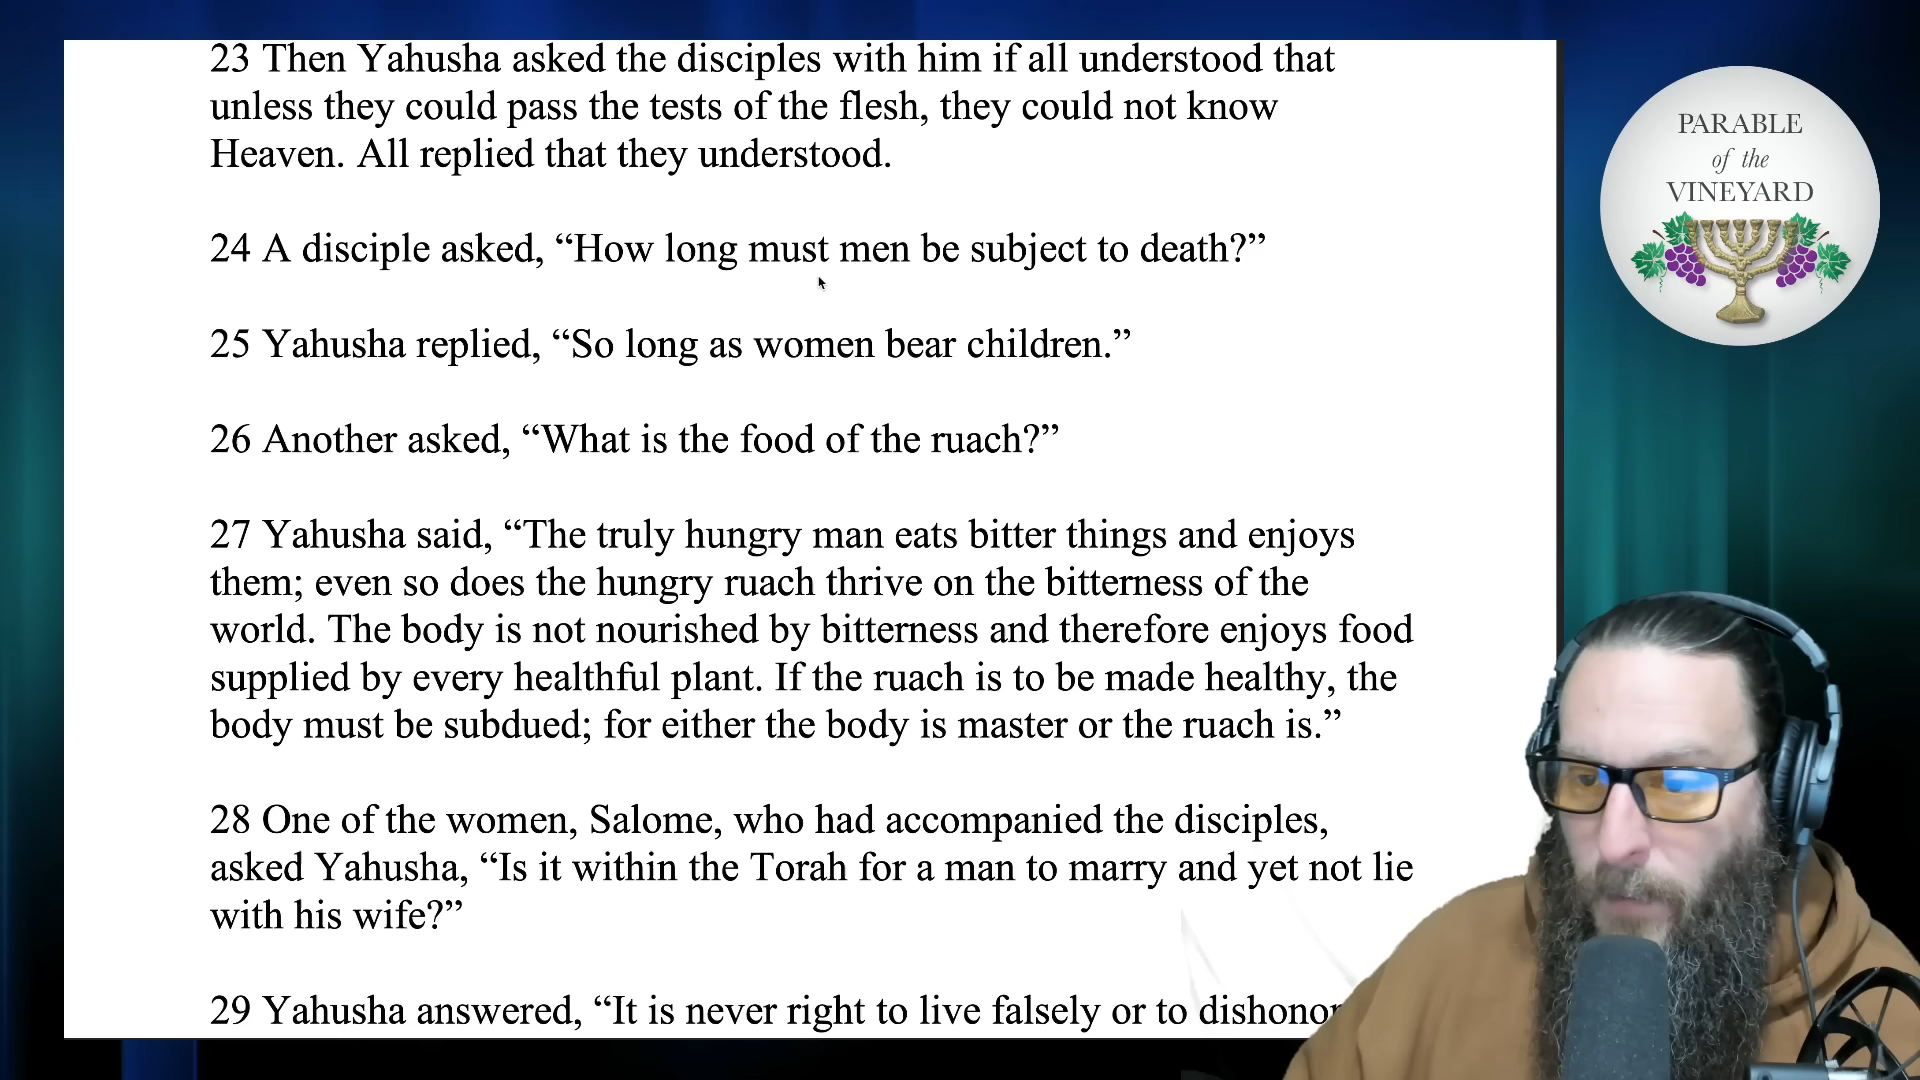 23 Then Yahusha asked the disciples with him if all understood that
unless they could pass the tests of the flesh, they could not know
Heaven. All replied that they understood.
24 A disciple asked, “How long must men be subject to death?”
25 Yahusha replied, “So long as women bear children.”
26 Another asked, “What is the food of the ruach?”
27 Yahusha said, “The truly hungry man eats bitter things and enjoys
them; even so does the hungry ruach thrive on the bitterness of the
world. The body is not nourished by bitterness and therefore enjoys food
supplied by every healthful plant. If the ruach is to be made healthy, the
body must be subdued; for either the body is master or the ruach is.”
28 One of the women, Salome, who had accompanied the disciples,
asked Yahusha, “Is it within the Torah for a man to marry and yet not lie
with his wife?”
29 Yahusha answered, “It is never right to live falsely or to dishonor
PARABLE
of the
VINEYARD